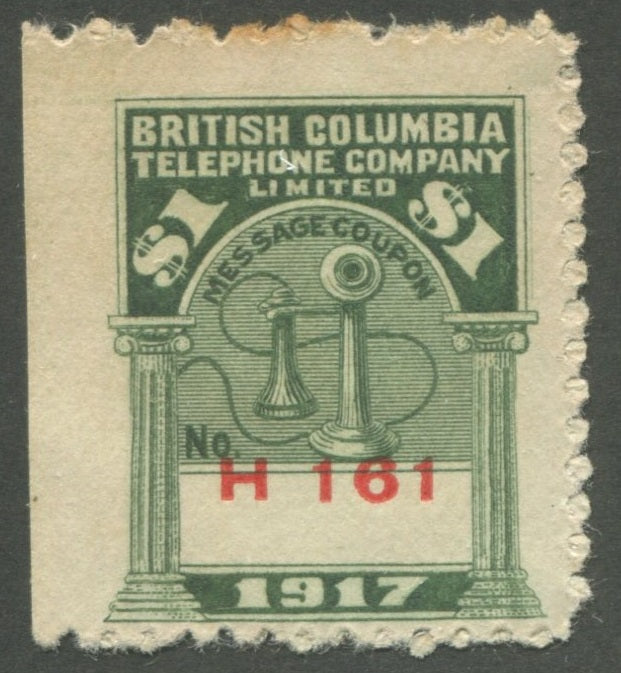 BRITISH COLUMBIA
TELEPHONE COMPANY
LIMITED
$1 $1
MESSAGE COUPON
No.
H 161
1917